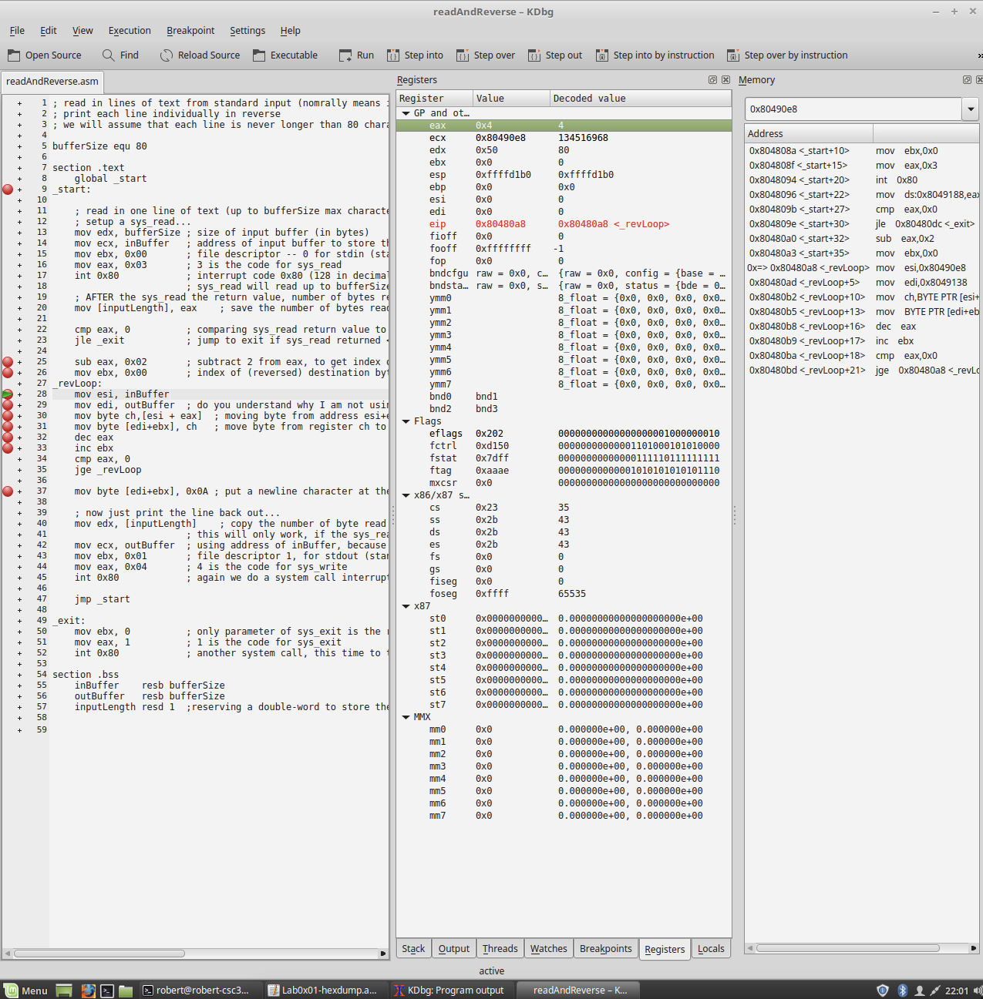 readAndReverse – KDbg
File Edit View Execution Breakpoint Settings Help
Open Source Find Reload Source Executable Run Step into Step over Step out Step into by instruction Step over by instruction »
readAndReverse.asm
+ 1 ; read in lines of text from standard input (nomrally means
+ 2 ; print each line individually in reverse
+ 3 ; we will assume that each line is never longer than 80 chara
+ 4
+ 5 bufferSize equ 80
+ 6
+ 7 section .text
+ 8 global _start
+ 9 _start:
+ 10
+ 11 ; read in one line of text (up to bufferSize max characte
+ 12 ; setup a sys_read...
+ 13 mov edx, bufferSize ; size of input buffer (in bytes)
+ 14 mov ecx, inBuffer ; address of input buffer to store th
+ 15 mov ebx, 0x00 ; file descriptor -- 0 for stdin (sta
+ 16 mov eax, 0x03 ; 3 is the code for sys_read
+ 17 int 0x80 ; interrupt code 0x80 (128 in decimal
+ 18 ; sys_read will read up to bufferSize
+ 19 ; AFTER the sys_read the return value, number of bytes re
+ 20 mov [inputLength], eax ; save the number of bytes read
+ 21
+ 22 cmp eax, 0 ; comparing sys_read return value to
+ 23 jle _exit ; jump to exit if sys_read returned <
+ 24
+ 25 sub eax, 0x02 ; subtract 2 from eax, to get index o
+ 26 mov ebx, 0x00 ; index of (reversed) destination byt
+ 27 _revLoop:
+ 28 mov esi, inBuffer
+ 29 mov edi, outBuffer ; do you understand why I am not usin
+ 30 mov byte ch,[esi + eax] ; moving byte from address esi+e
+ 31 mov byte [edi+ebx], ch ; move byte from register ch to
+ 32 dec eax
+ 33 inc ebx
+ 34 cmp eax, 0
+ 35 jge _revLoop
+ 36
+ 37 mov byte [edi+ebx], 0x0A ; put a newline character at the
+ 38
+ 39 ; now just print the line back out...
+ 40 mov edx, [inputLength] ; copy the number of byte read
+ 41 ; this will only work, if the sys_rea
+ 42 mov ecx, outBuffer ; using address of inBuffer, because
+ 43 mov ebx, 0x01 ; file descriptor 1, for stdout (stan
+ 44 mov eax, 0x04 ; 4 is the code for sys_write
+ 45 int 0x80 ; again we do a system call interrupt
+ 46
+ 47 jmp _start
+ 48
+ 49 _exit:
+ 50 mov ebx, 0 ; only parameter of sys_exit is the r
+ 51 mov eax, 1 ; 1 is the code for sys_exit
+ 52 int 0x80 ; another system call, this time to t
+ 53
+ 54 section .bss
+ 55 inBuffer resb bufferSize
+ 56 outBuffer resb bufferSize
+ 57 inputLength resd 1 ;reserving a double-word to store the
+ 58
+ 59
Registers
Register Value Decoded value
GP and ot...
eax 0x4 4
ecx 0x80490e8 134516968
edx 0x50 80
ebx 0x0 0
esp 0xffffd1b0 0xffffd1b0
ebp 0x0 0x0
esi 0x0 0
edi 0x0 0
eip 0x80480a8 0x80480a8 <_revLoop>
fioff 0x0 0
fooff 0xffffffff -1
fop 0x0 0
bndcfgu raw = 0x0, c... {raw = 0x0, config = {base = ...
bndsta... raw = 0x0, s... {raw = 0x0, status = {bde = 0...
ymm0 8_float = {0x0, 0x0, 0x0, 0x0...
ymm1 8_float = {0x0, 0x0, 0x0, 0x0...
ymm2 8_float = {0x0, 0x0, 0x0, 0x0...
ymm3 8_float = {0x0, 0x0, 0x0, 0x0...
ymm4 8_float = {0x0, 0x0, 0x0, 0x0...
ymm5 8_float = {0x0, 0x0, 0x0, 0x0...
ymm6 8_float = {0x0, 0x0, 0x0, 0x0...
ymm7 8_float = {0x0, 0x0, 0x0, 0x0...
bnd0 bnd1
bnd2 bnd3
Flags
eflags 0x202 00000000000000000001000000010
fctrl 0xd150 0000000000001101000101010000
fstat 0x7dff 0000000000000111110111111111
ftag 0xaaae 0000000000001010101010101110
mxcsr 0x0 00000000000000000000000000000
x86/x87 s...
cs 0x23 35
ss 0x2b 43
ds 0x2b 43
es 0x2b 43
fs 0x0 0
gs 0x0 0
fiseg 0x0 0
foseg 0xffff 65535
x87
st0 0x0000000000... 0.00000000000000000000e+00
st1 0x0000000000... 0.00000000000000000000e+00
st2 0x0000000000... 0.00000000000000000000e+00
st3 0x0000000000... 0.00000000000000000000e+00
st4 0x0000000000... 0.00000000000000000000e+00
st5 0x0000000000... 0.00000000000000000000e+00
st6 0x0000000000... 0.00000000000000000000e+00
st7 0x0000000000... 0.00000000000000000000e+00
MMX
mm0 0x0 0.000000e+00, 0.000000e+00
mm1 0x0 0.000000e+00, 0.000000e+00
mm2 0x0 0.000000e+00, 0.000000e+00
mm3 0x0 0.000000e+00, 0.000000e+00
mm4 0x0 0.000000e+00, 0.000000e+00
mm5 0x0 0.000000e+00, 0.000000e+00
mm6 0x0 0.000000e+00, 0.000000e+00
mm7 0x0 0.000000e+00, 0.000000e+00
Stack Output Threads Watches Breakpoints Registers Locals
Memory
0x80490e8
Address
0x804808a <_start+10> mov ebx,0x0
0x804808f <_start+15> mov eax,0x3
0x8048094 <_start+20> int 0x80
0x8048096 <_start+22> mov ds:0x8049188,eax
0x804809b <_start+27> cmp eax,0x0
0x804809e <_start+30> jle 0x80480dc <_exit>
0x80480a0 <_start+32> sub eax,0x2
0x80480a3 <_start+35> mov ebx,0x0
0x=> 0x80480a8 <_revLoop> mov esi,0x80490e8
0x80480ad <_revLoop+5> mov edi,0x8049138
0x80480b2 <_revLoop+10> mov ch,BYTE PTR [esi+
0x80480b5 <_revLoop+13> mov BYTE PTR [edi+eb
0x80480b8 <_revLoop+16> dec eax
0x80480b9 <_revLoop+17> inc ebx
0x80480ba <_revLoop+18> cmp eax,0x0
0x80480bd <_revLoop+21> jge 0x80480a8 <_revLo
active
Menu robert@robert-csc3... Lab0x01-hexdump.a... KDbg: Program output readAndReverse – K... 22:01